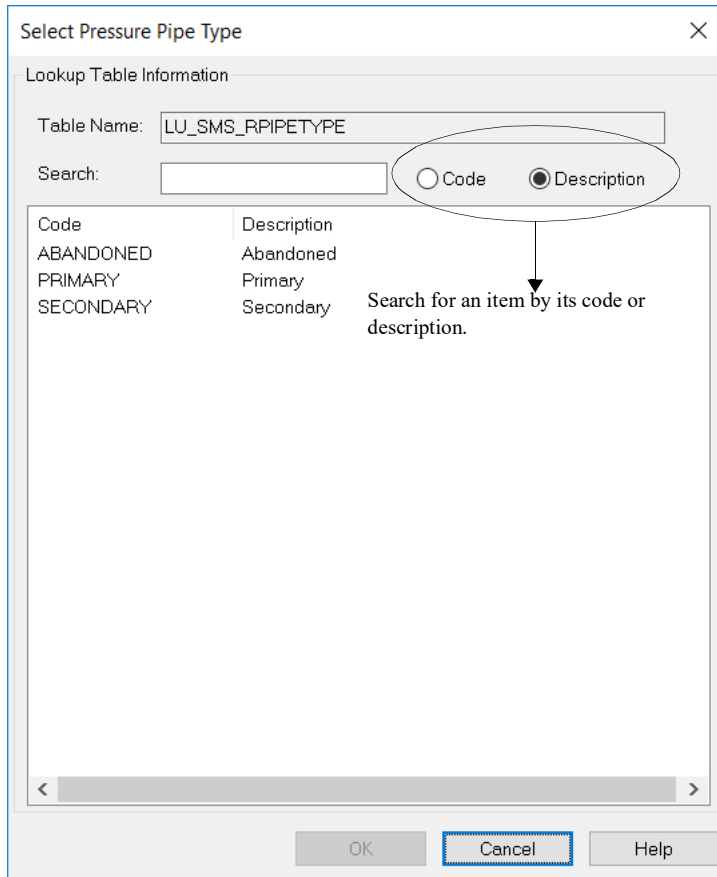 Select Pressure Pipe Type
Lookup Table Information
Table Name: LU_SMS_RPIPETYPE
Search: Code Description
Code Description
ABANDONED Abandoned
PRIMARY Primary
SECONDARY Secondary
Search for an item by its code or
description.
OK Cancel Help